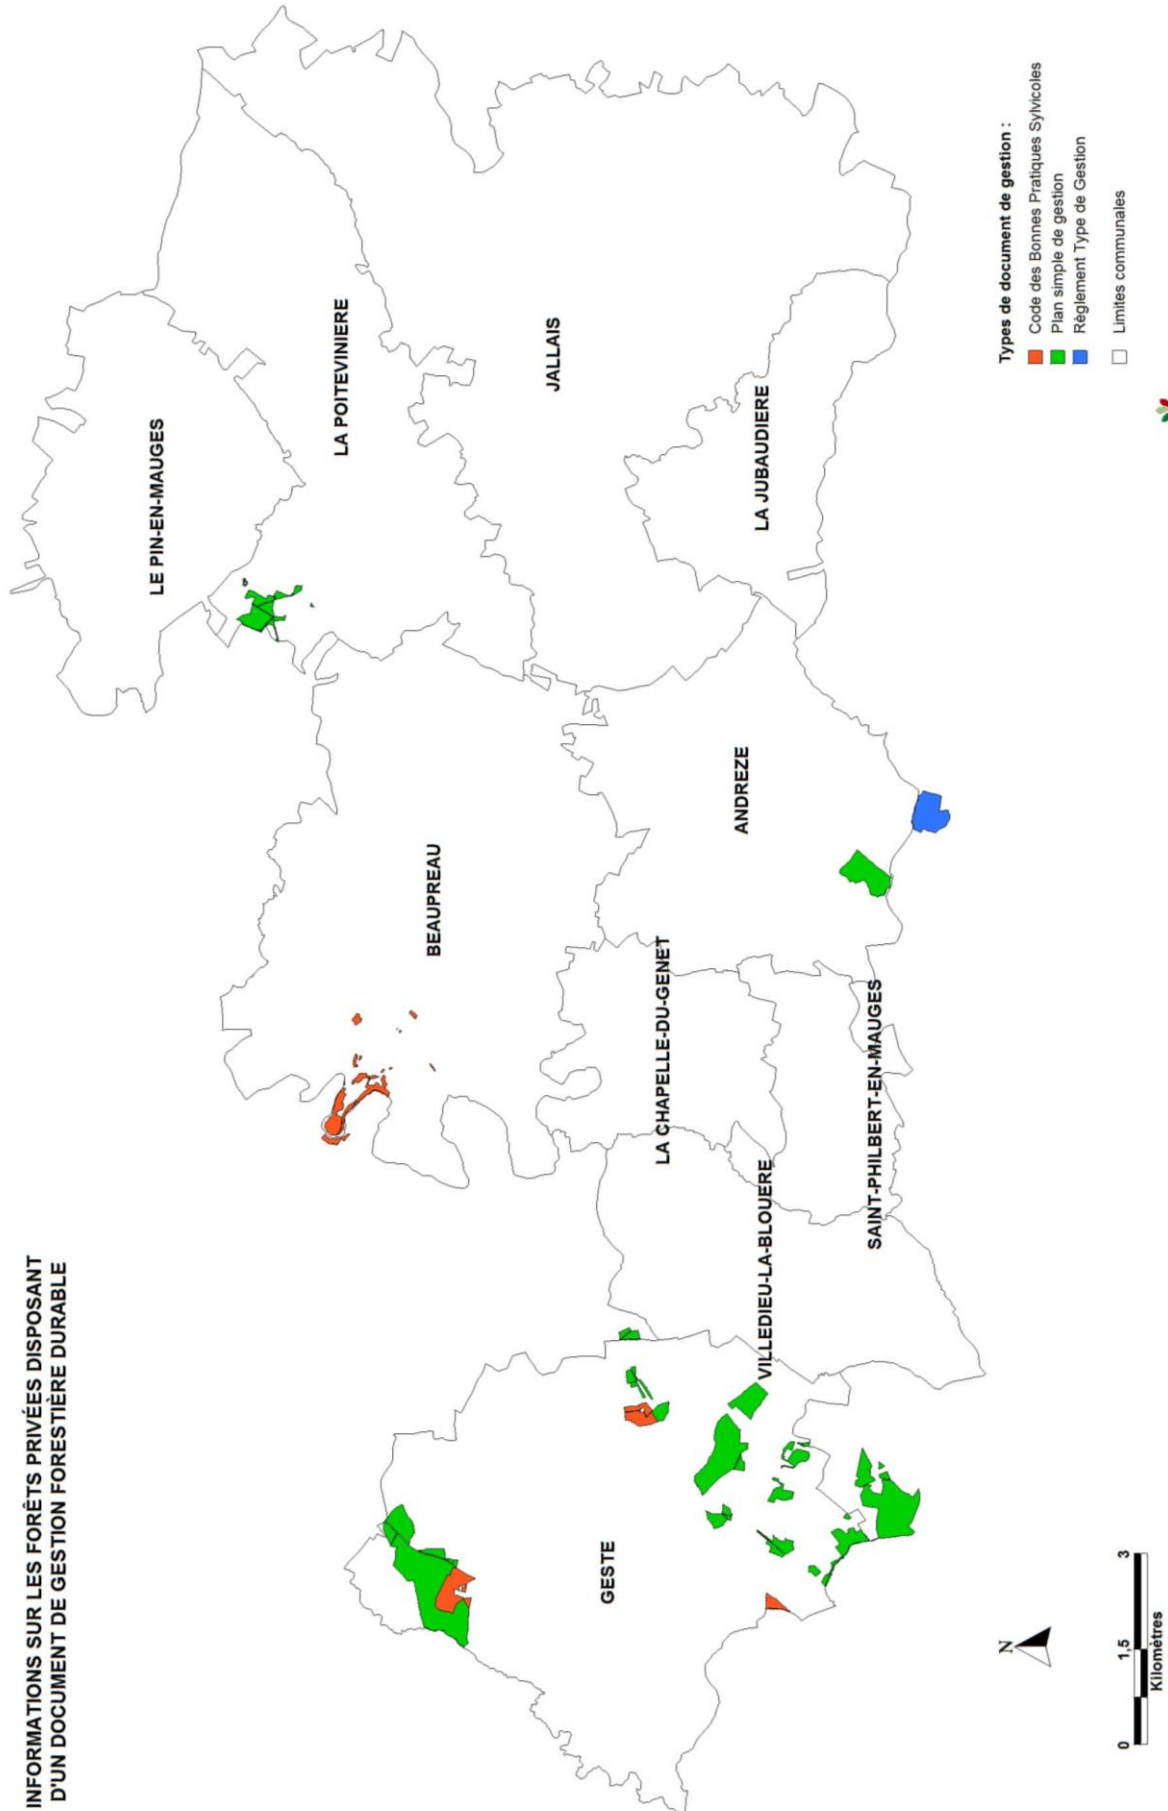 INFORMATIONS SUR LES FORÊTS PRIVÉES DISPOSANT
D'UN DOCUMENT DE GESTION FORESTIÈRE DURABLE
LE PIN-EN-MAUGES
LA POITEVINIERE
BEAUPREAU
JALLAIS
GESTE
LA CHAPELLE-DU-GENET
ANDREZE
LA JUBAUDIERE
VILLEDIEU-LA-BLOUERE
SAINT-PHILBERT-EN-MAUGES
N
0 1,5 3
Kilomètres
Types de document de gestion :
Code des Bonnes Pratiques Sylvicoles
Plan simple de gestion
Règlement Type de Gestion
Limites communales